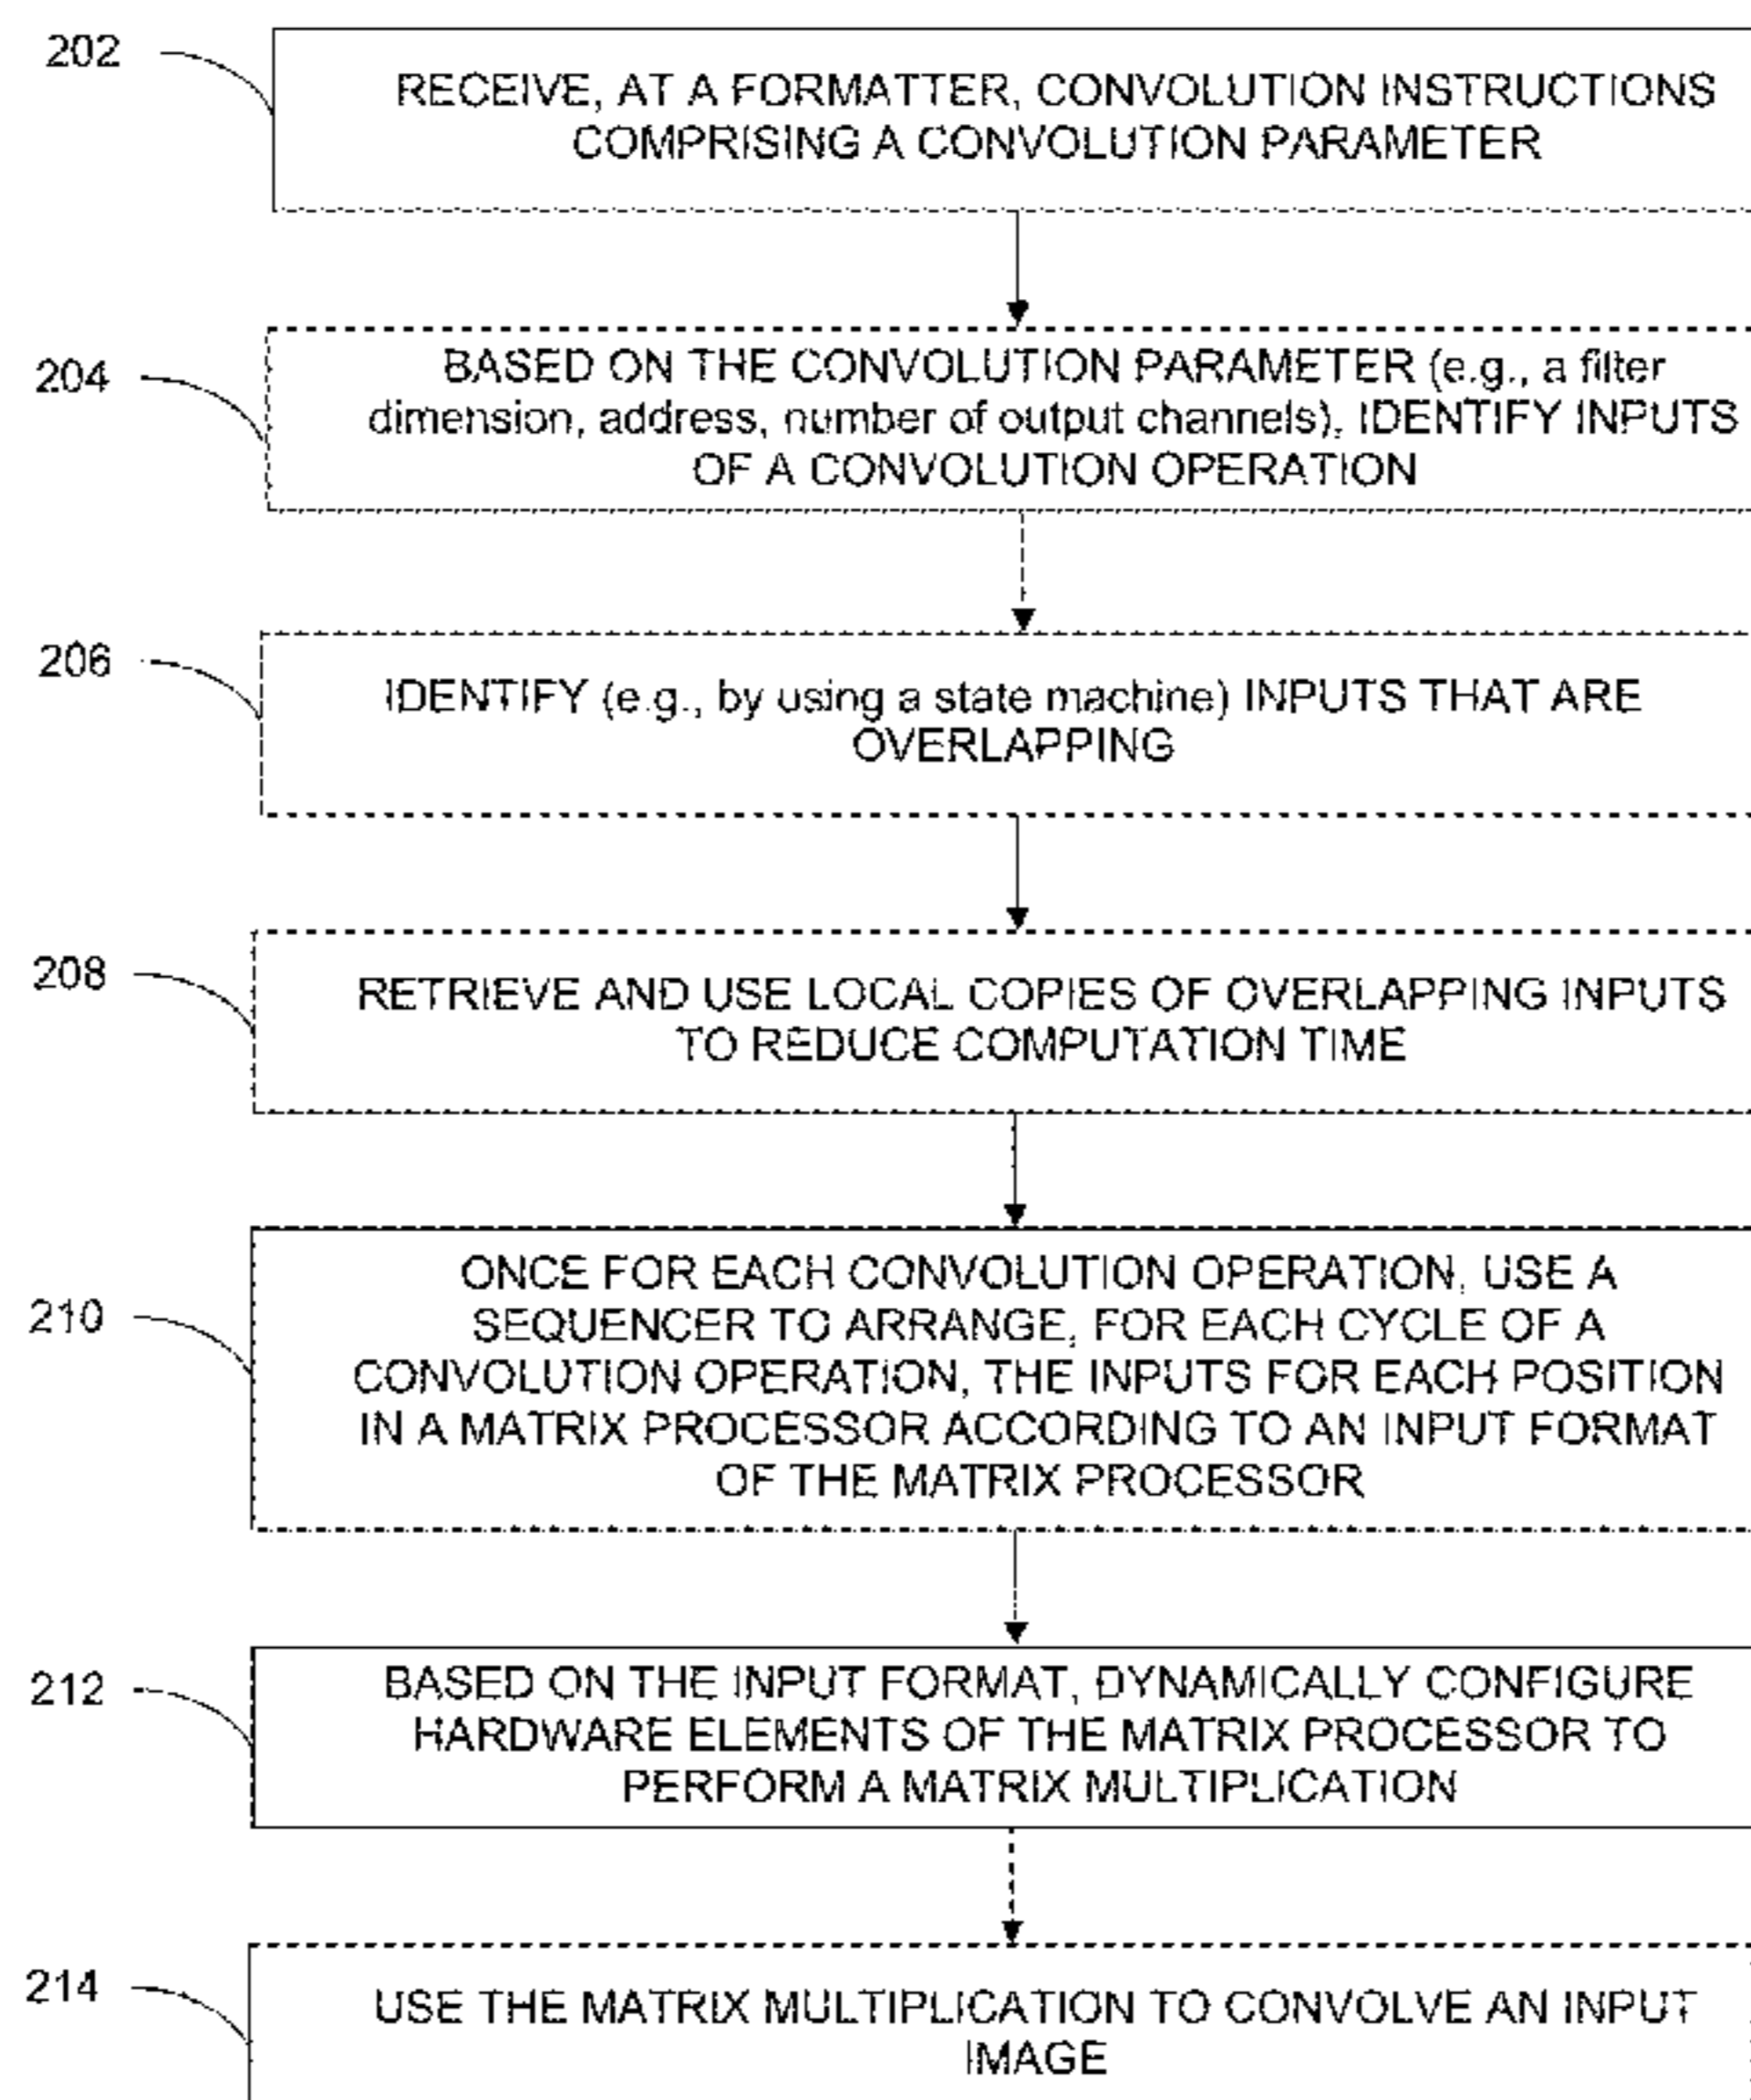 202
RECEIVE, AT A FORMATTER, CONVOLUTION INSTRUCTIONS
COMPRISING A CONVOLUTION PARAMETER
204
BASED ON THE CONVOLUTION PARAMETER (e.g., a filter
dimension, address, number of output channels), IDENTIFY INPUTS
OF A CONVOLUTION OPERATION
206
IDENTIFY (e.g., by using a state machine) INPUTS THAT ARE
OVERLAPPING
208
RETRIEVE AND USE LOCAL COPIES OF OVERLAPPING INPUTS
TO REDUCE COMPUTATION TIME
210
ONCE FOR EACH CONVOLUTION OPERATION, USE A
SEQUENCER TO ARRANGE, FOR EACH CYCLE OF A
CONVOLUTION OPERATION, THE INPUTS FOR EACH POSITION
IN A MATRIX PROCESSOR ACCORDING TO AN INPUT FORMAT
OF THE MATRIX PROCESSOR
212
BASED ON THE INPUT FORMAT, DYNAMICALLY CONFIGURE
HARDWARE ELEMENTS OF THE MATRIX PROCESSOR TO
PERFORM A MATRIX MULTIPLICATION
214
USE THE MATRIX MULTIPLICATION TO CONVOLVE AN INPUT
IMAGE